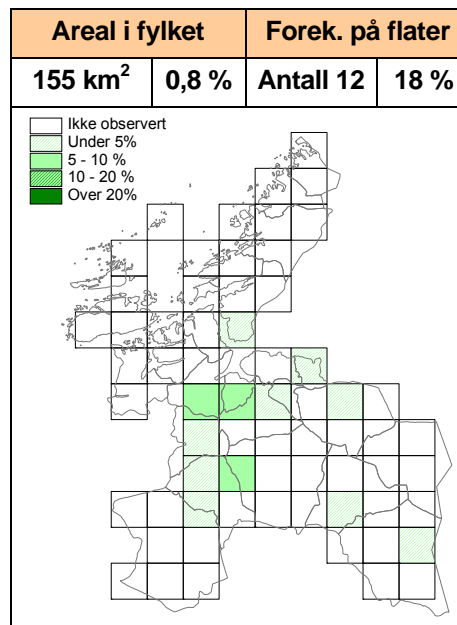 Areal i fylket Forek. på flater
155 km² 0,8 % Antall 12 18 %
Ikke observert
Under 5%
5 - 10 %
10 - 20 %
Over 20%